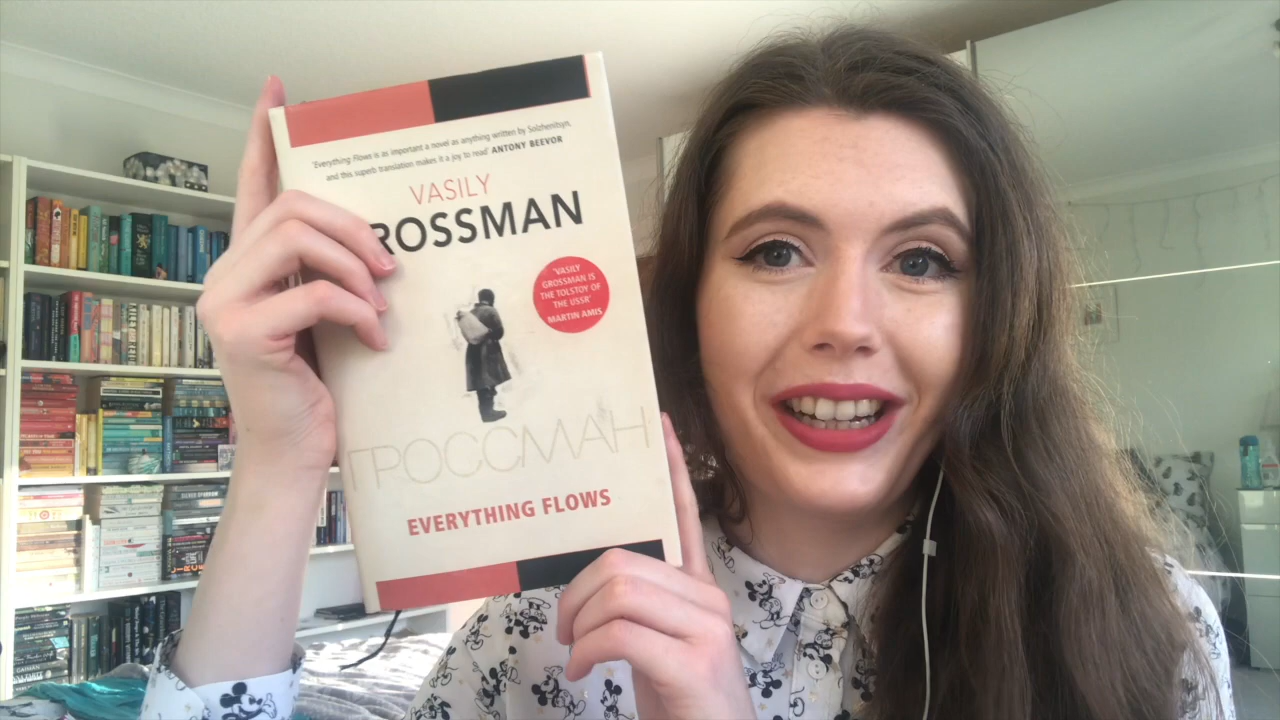 'Everything Flows is as important a novel as anything written by Solzhenitsyn,
and this superb translation makes it a joy to read' ANTONY BEEVOR
VASILY
ROSSMAN
'VASILY
GROSSMAN IS
THE TOLSTOY OF
THE USSR'
MARTIN AMIS
ГРОССМАН
EVERYTHING FLOWS